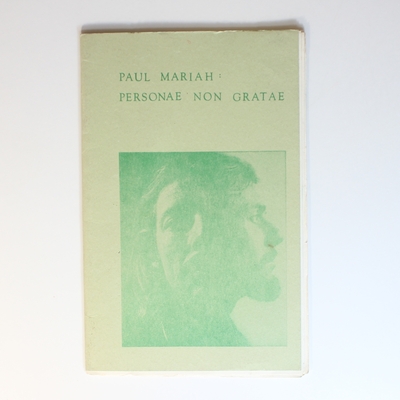 PAUL MARIAH:
PERSONAE NON GRATAE